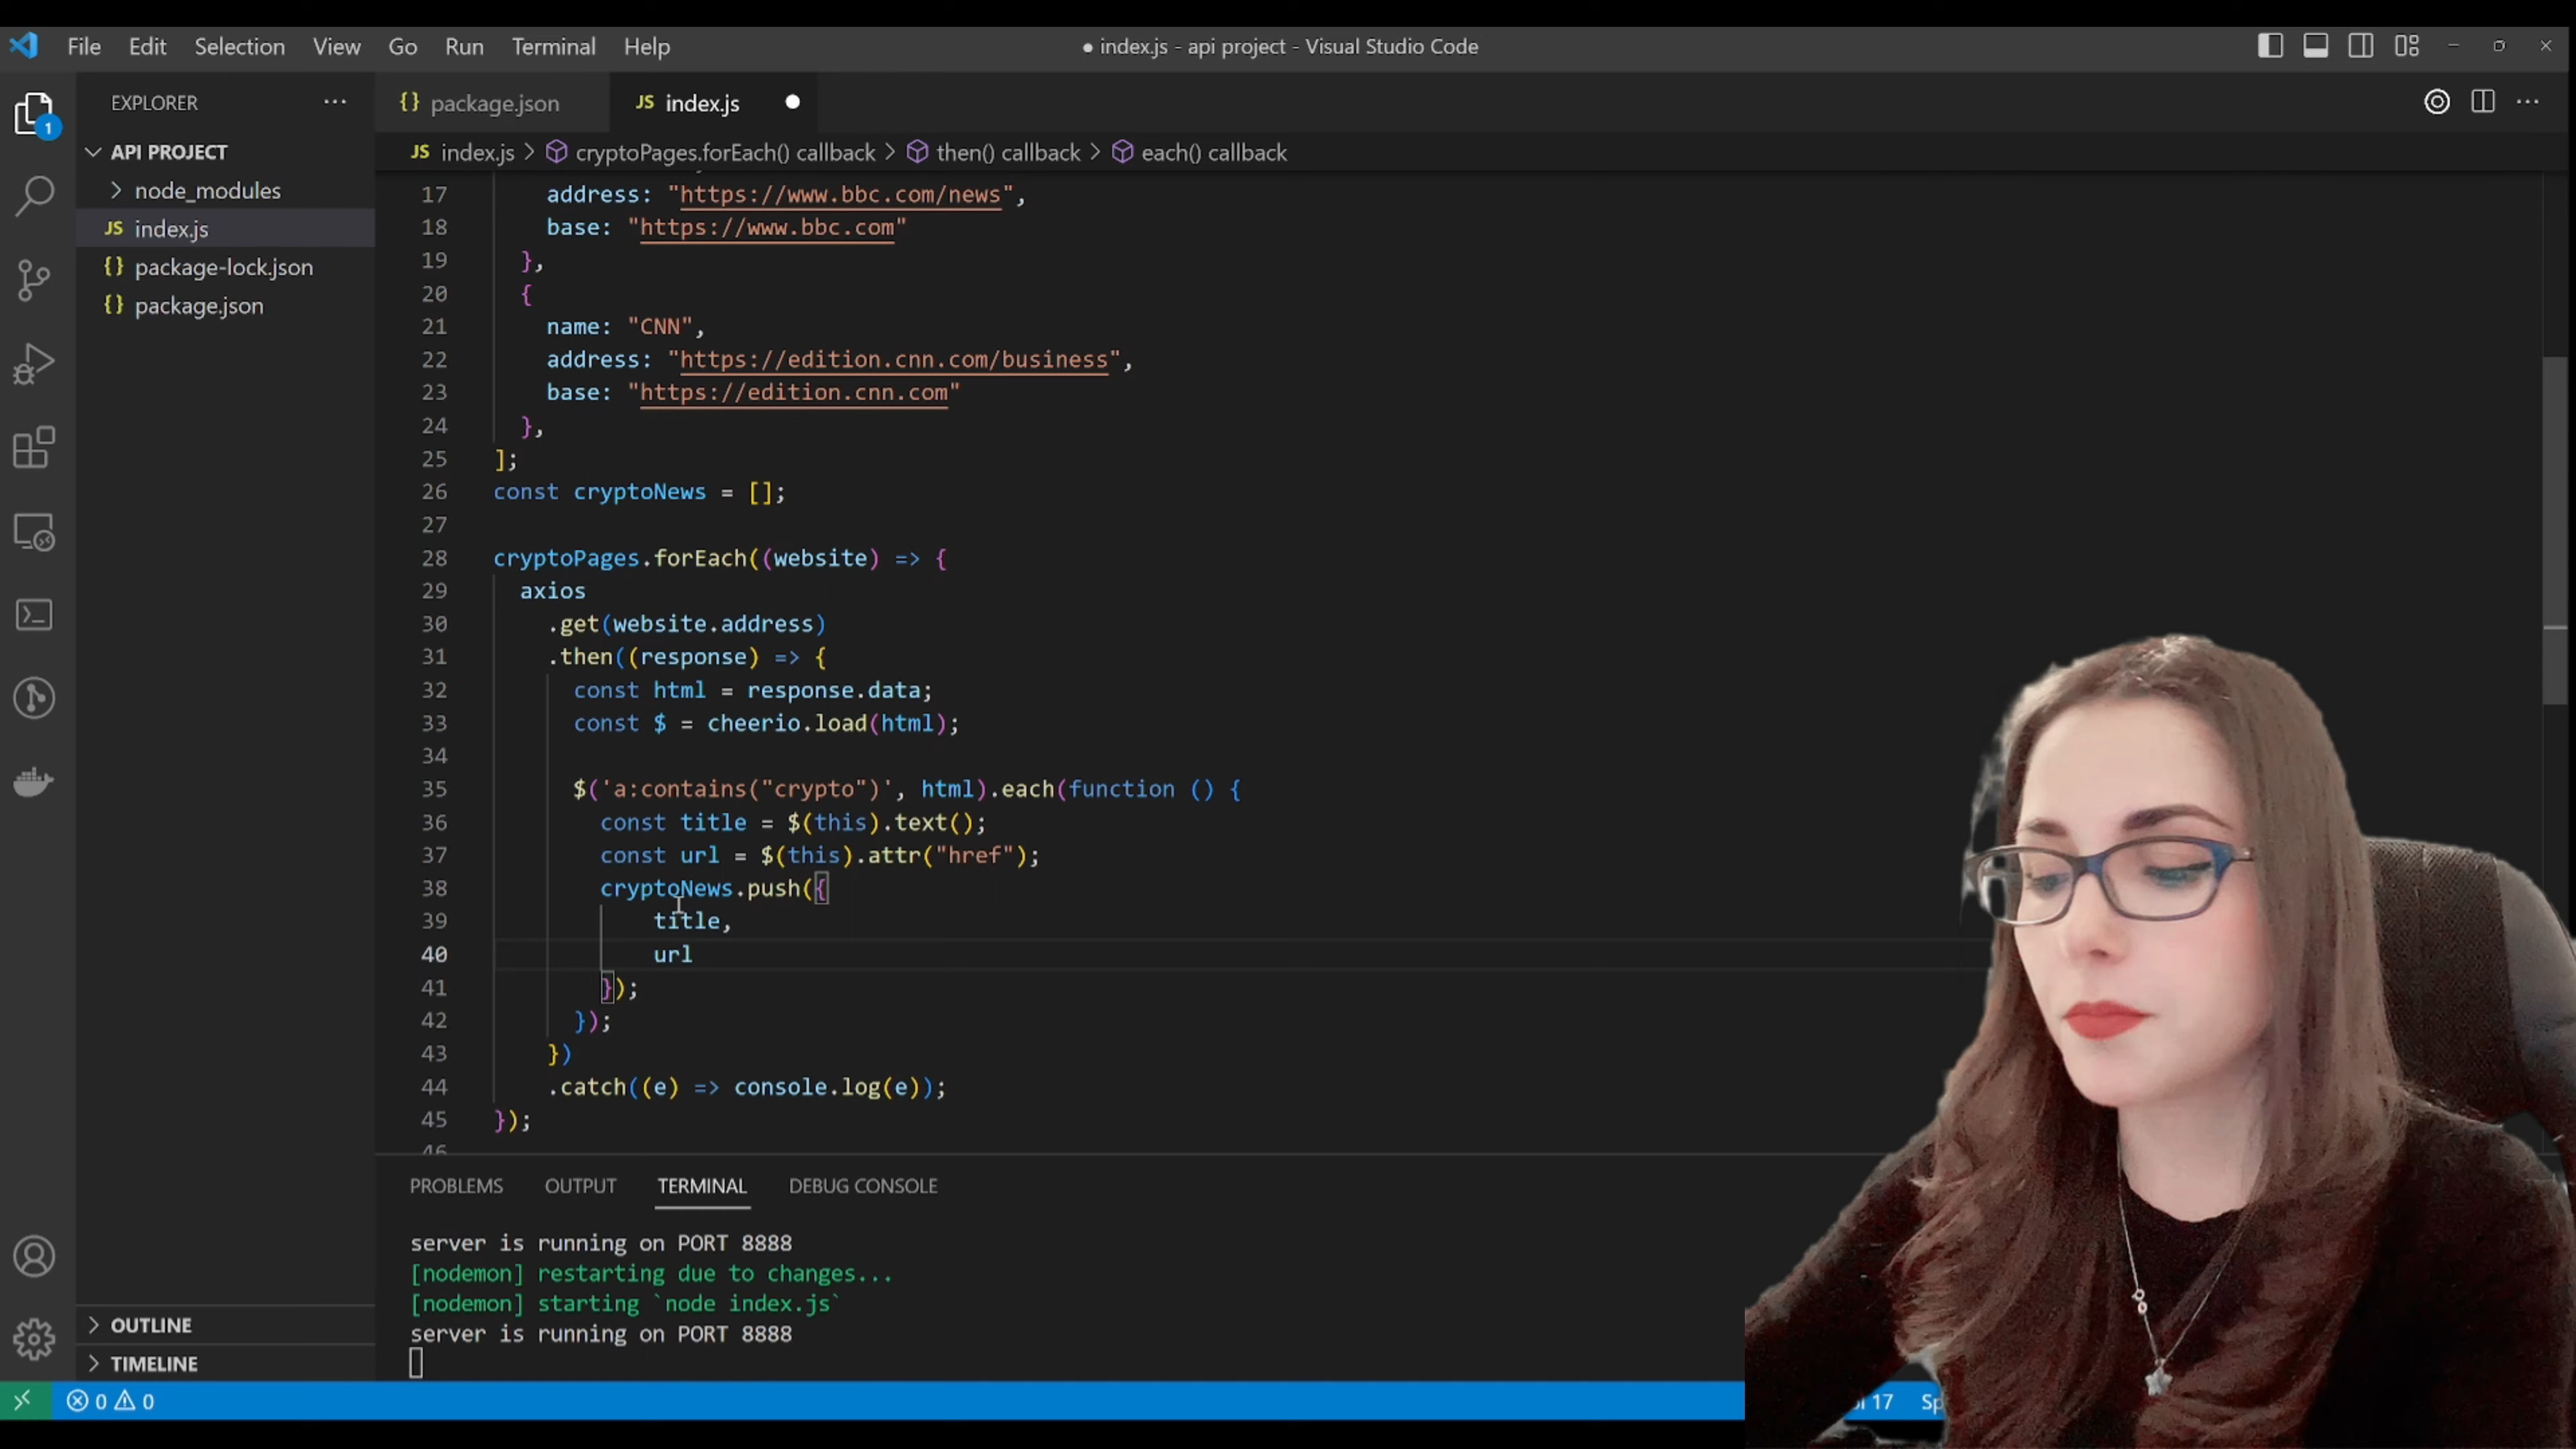 File Edit Selection View Go Run Terminal Help
● index.js - api project - Visual Studio Code
EXPLORER
API PROJECT
node_modules
JS index.js
{} package-lock.json
{} package.json
OUTLINE
TIMELINE
1
{} package.json
JS index.js
JS index.js > cryptoPages.forEach() callback > then() callback > each() callback
17 address: "https://www.bbc.com/news",
18 base: "https://www.bbc.com"
19 },
20 {
21 name: "CNN",
22 address: "https://edition.cnn.com/business",
23 base: "https://edition.cnn.com"
24 },
25 ];
26 const cryptoNews = [];
27
28 cryptoPages.forEach((website) => {
29 axios
30 .get(website.address)
31 .then((response) => {
32 const html = response.data;
33 const $ = cheerio.load(html);
34
35 $('a:contains("crypto")', html).each(function () {
36 const title = $(this).text();
37 const url = $(this).attr("href");
38 cryptoNews.push({
39 title,
40 url
41 });
42 });
43 })
44 .catch((e) => console.log(e));
45 });
46
PROBLEMS OUTPUT TERMINAL DEBUG CONSOLE
server is running on PORT 8888
[nodemon] restarting due to changes...
[nodemon] starting `node index.js`
server is running on PORT 8888
0 0
17